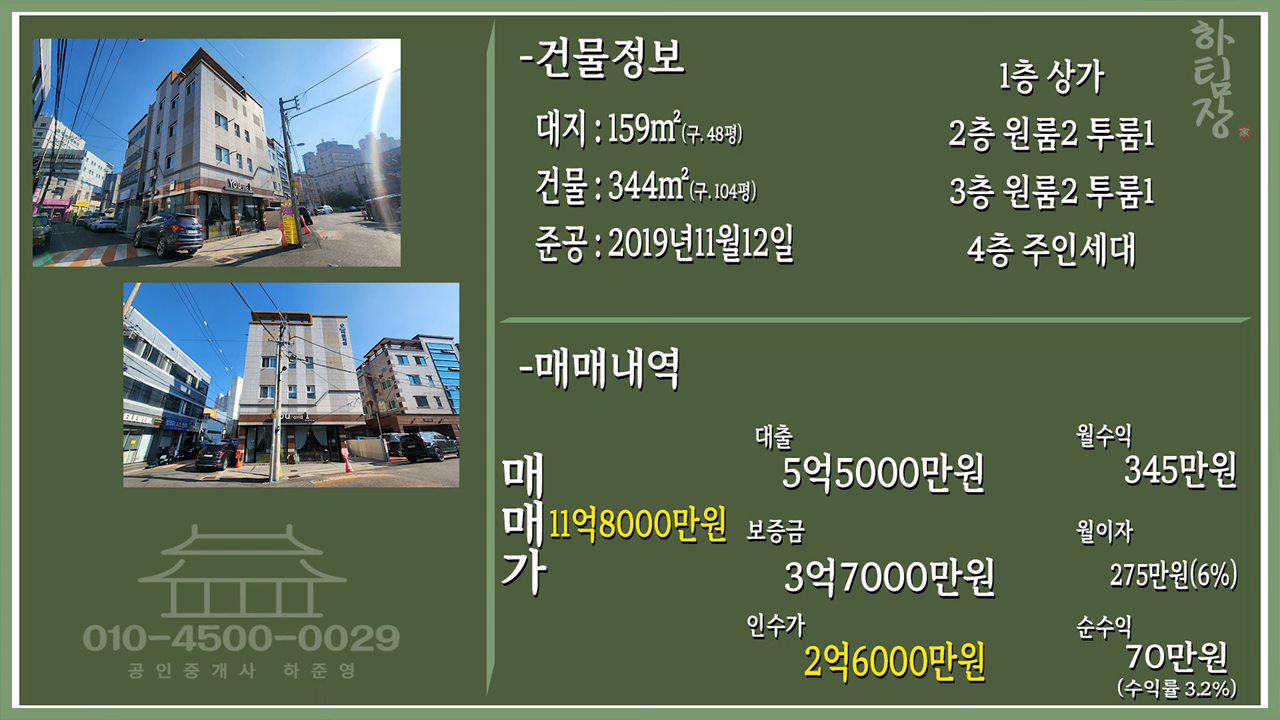 -건물정보
대지 : 159㎡(구. 48평)
건물 : 344㎡(구. 104평)
준공 : 2019년11월12일
1층 상가
2층 원룸2 투룸1
3층 원룸2 투룸1
4층 주인세대
하팀장
家
-매매내역
매매가
11억8000만원
대출
5억5000만원
보증금
3억7000만원
인수가
2억6000만원
월수익
345만원
월이자
275만원(6%)
순수익
70만원
(수익률 3.2%)
You and I
You and I
010-4500-0029
공인중개사 하준영